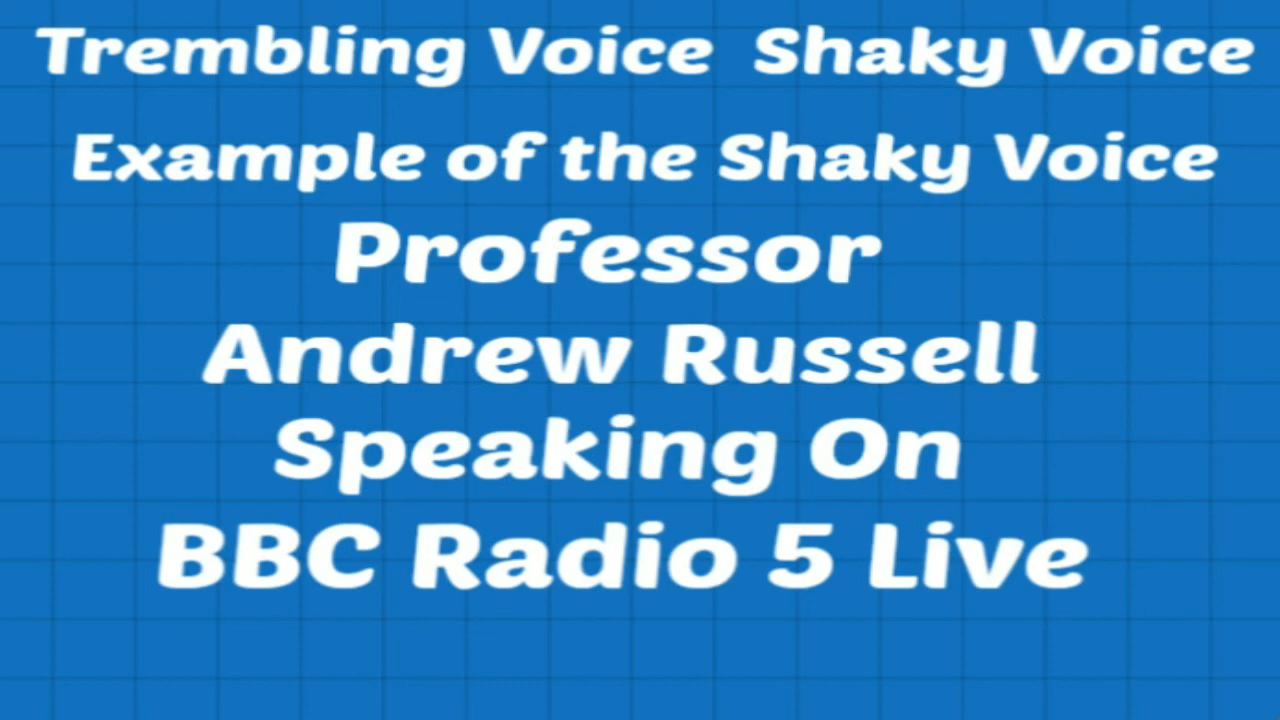 Trembling Voice Shaky Voice
Example of the Shaky Voice
Professor
Andrew Russell
Speaking On
BBC Radio 5 Live